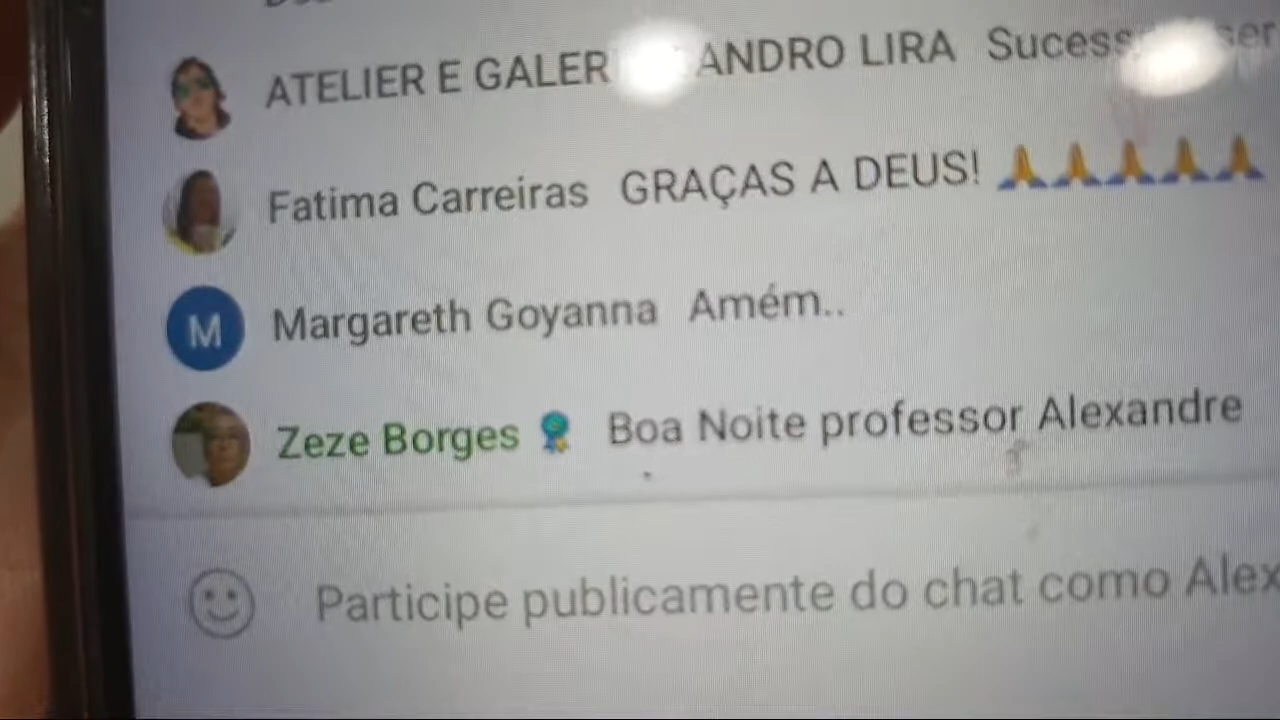 ATELIER E GALER ANDRO LIRA
Fatima Carreiras GRAÇAS A DEUS! 🙏🙏🙏🙏🙏
M Margareth Goyanna Amém..
Zeze Borges Boa Noite professor Alexandre
Participe publicamente do chat como Alex